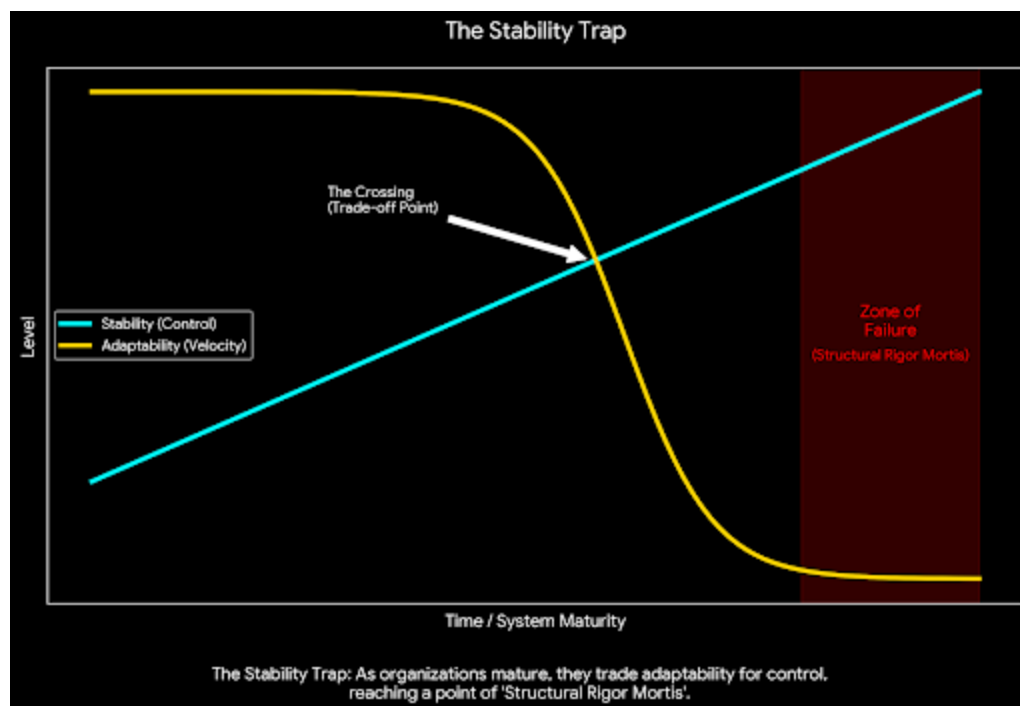 The Stability Trap
The Crossing
(Trade-off Point)
Level
Stability (Control)
Adaptability (Velocity)
Zone of
Failure
(Structural Rigor Mortis)
Time / System Maturity
The Stability Trap: As organizations mature, they trade adaptability for control,
reaching a point of 'Structural Rigor Mortis'.